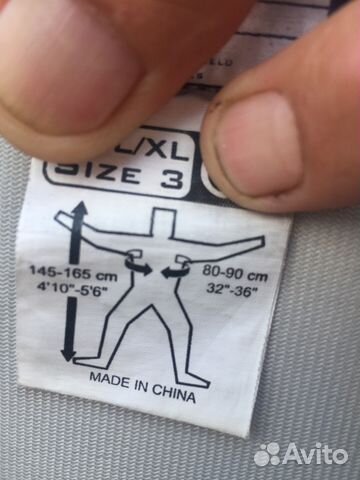 L/XL
SIZE 3
145-165 cm
4'10"-5'6"
80-90 cm
32"-36"
MADE IN CHINA
Avito